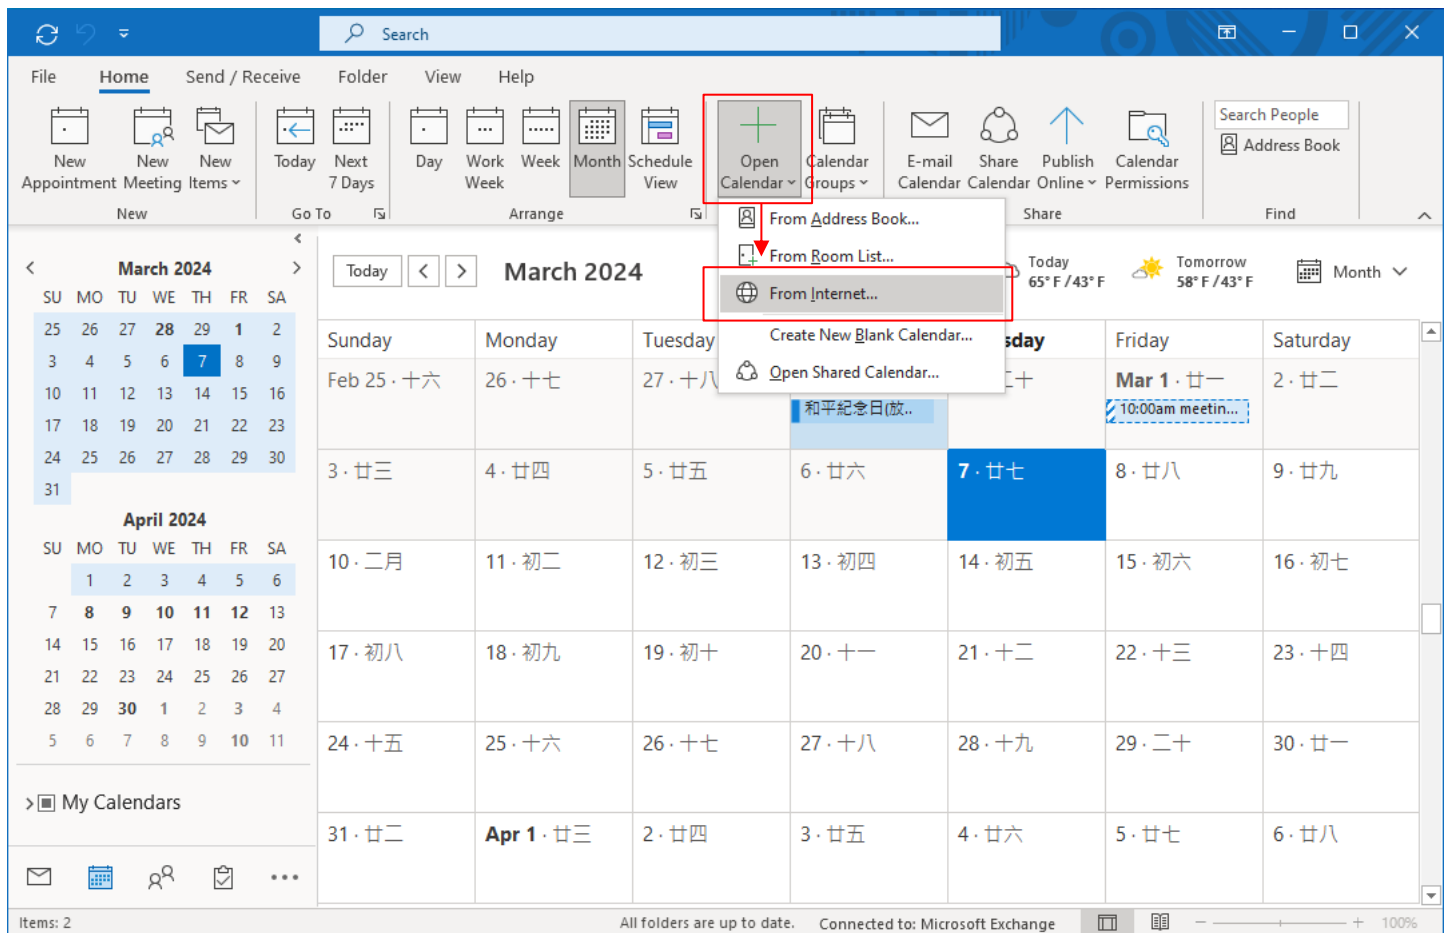 Search
File Home Send / Receive Folder View Help
New Appointment
New Meeting
New Items
Today
Next 7 Days
Day
Work Week
Week
Month
Schedule View
Open Calendar
Calendar Groups
E-mail Calendar
Share Calendar
Publish Online
Calendar Permissions
Search People
Address Book
New
Go To
Arrange
Share
Find
From Address Book...
From Room List...
From Internet...
Create New Blank Calendar...
Open Shared Calendar...
March 2024
SU MO TU WE TH FR SA
25 26 27 28 29 1 2
3 4 5 6 7 8 9
10 11 12 13 14 15 16
17 18 19 20 21 22 23
24 25 26 27 28 29 30
31
April 2024
SU MO TU WE TH FR SA
1 2 3 4 5 6
7 8 9 10 11 12 13
14 15 16 17 18 19 20
21 22 23 24 25 26 27
28 29 30 1 2 3 4
5 6 7 8 9 10 11
My Calendars
Today
March 2024
Today
65° F / 43° F
Tomorrow
58° F / 43° F
Month
Sunday Monday Tuesday sday Friday Saturday
Feb 25 · 十六 26 · 十七 27 · 十八 二十 Mar 1 · 廿一 2 · 廿二
和平紀念日(放.. 10:00am meetin...
3 · 廿三 4 · 廿四 5 · 廿五 6 · 廿六 7 · 廿七 8 · 廿八 9 · 廿九
10 · 二月 11 · 初二 12 · 初三 13 · 初四 14 · 初五 15 · 初六 16 · 初七
17 · 初八 18 · 初九 19 · 初十 20 · 十一 21 · 十二 22 · 十三 23 · 十四
24 · 十五 25 · 十六 26 · 十七 27 · 十八 28 · 十九 29 · 二十 30 · 廿一
31 · 廿二 Apr 1 · 廿三 2 · 廿四 3 · 廿五 4 · 廿六 5 · 廿七 6 · 廿八
Items: 2
All folders are up to date.
Connected to: Microsoft Exchange
100%